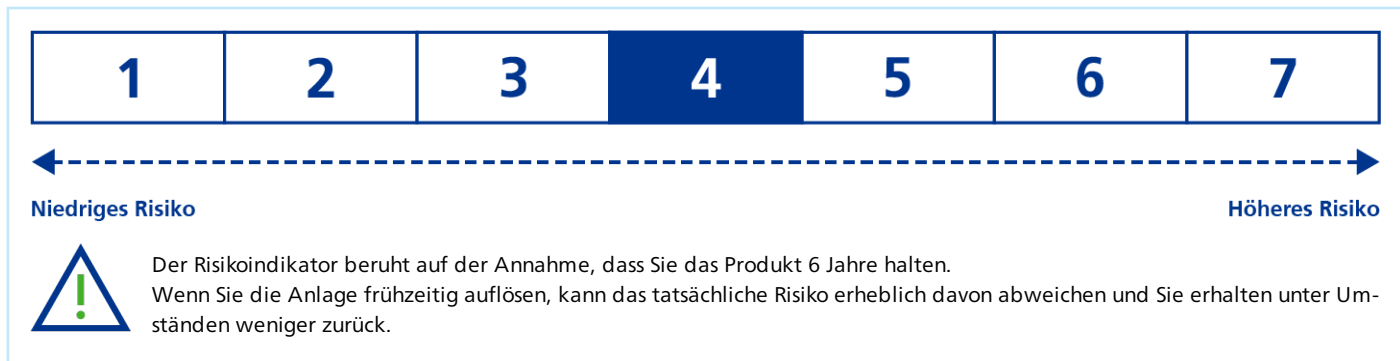 1 2 3 4 5 6 7
Niedriges Risiko Höheres Risiko
Der Risikoindikator beruht auf der Annahme, dass Sie das Produkt 6 Jahre halten.
Wenn Sie die Anlage frühzeitig auflösen, kann das tatsächliche Risiko erheblich davon abweichen und Sie erhalten unter Um-
ständen weniger zurück.